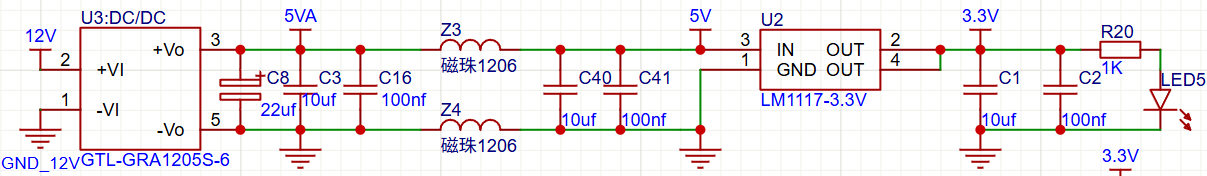 U3:DC/DC
12V
2
+VI
1
-VI
GND_12V
GTL-GRA1205S-6
+Vo
3
-Vo
5
5VA
C8
22uf
C3
10uf
C16
100nf
Z3
磁珠1206
Z4
磁珠1206
C40
10uf
C41
100nf
5V
U2
3
IN
OUT
2
1
GND
OUT
4
LM1117-3.3V
3.3V
C1
10uf
C2
100nf
R20
1K
LED5
3.3V